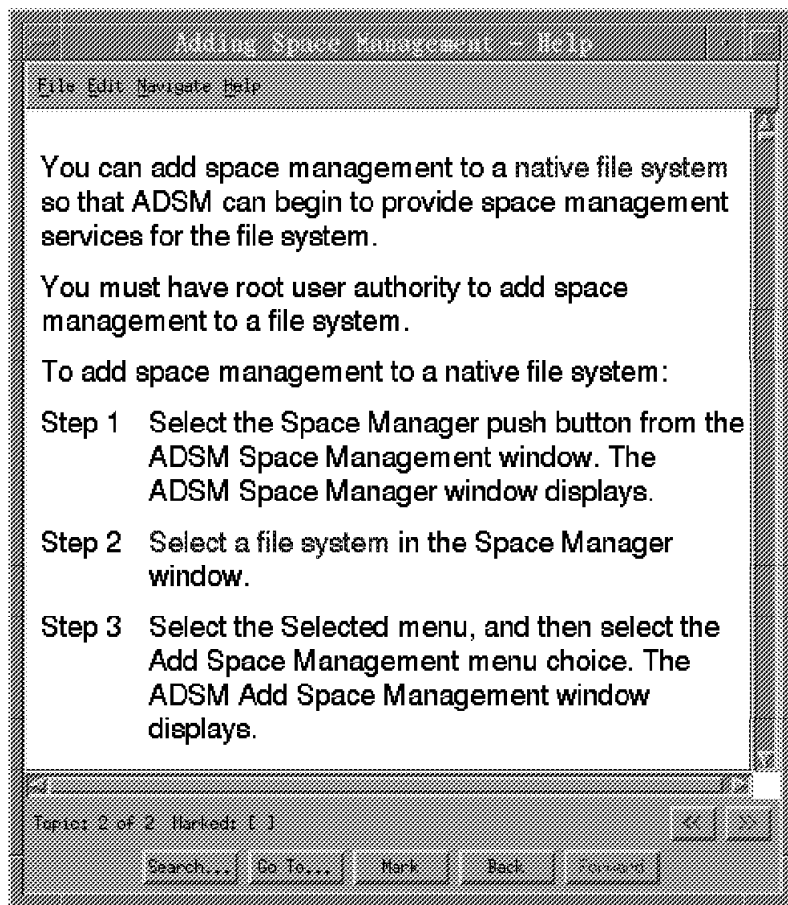 Adding Space Management - Help
File Edit Navigate Help
You can add space management to a native file system
so that ADSM can begin to provide space management
services for the file system.
You must have root user authority to add space
management to a file system.
To add space management to a native file system:
Step 1 Select the Space Manager push button from the
ADSM Space Management window. The
ADSM Space Manager window displays.
Step 2 Select a file system in the Space Manager
window.
Step 3 Select the Selected menu, and then select the
Add Space Management menu choice. The
ADSM Add Space Management window
displays.
Topic: 2 of 2 Marked: [ ] << >>
Search... Go To... Mark Back Forward